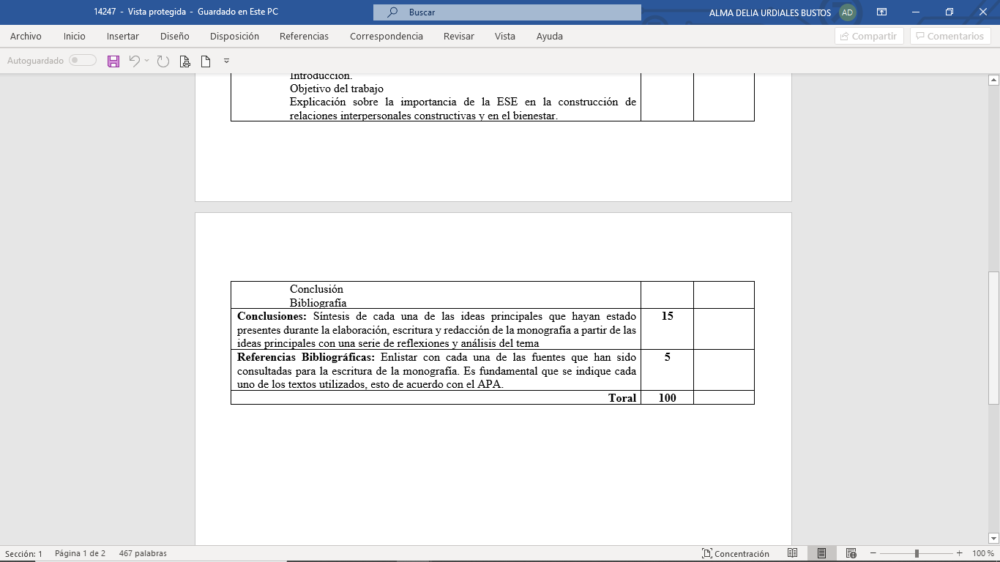 14247 - Vista protegida - Guardado en Este PC
Buscar
ALMA DELIA URDIALES BUSTOS
AD
Archivo Inicio Insertar Diseño Disposición Referencias Correspondencia Revisar Vista Ayuda
Compartir
Comentarios
Autoguardado
Introducción.
Objetivo del trabajo
Explicación sobre la importancia de la ESE en la construcción de
relaciones interpersonales constructivas y en el bienestar.
Conclusión
Bibliografía
Conclusiones: Síntesis de cada una de las ideas principales que hayan estado 15
presentes durante la elaboración, escritura y redacción de la monografía a partir de las
ideas principales con una serie de reflexiones y análisis del tema
Referencias Bibliográficas: Enlistar con cada una de las fuentes que han sido 5
consultadas para la escritura de la monografía. Es fundamental que se indique cada
uno de los textos utilizados, esto de acuerdo con el APA.
Toral 100
Sección: 1 Página 1 de 2 467 palabras
Concentración
100 %